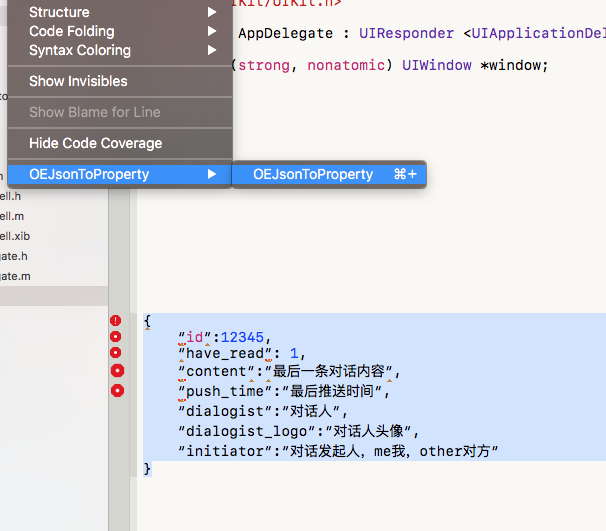 Structure
Code Folding
Syntax Coloring
Show Invisibles
Show Blame for Line
Hide Code Coverage
OEJsonToProperty
OEJsonToProperty ⌘+
Kit/UIKit.h>
AppDelegate : UIResponder <UIApplicationDel
(strong, nonatomic) UIWindow *window;
to
n
ell.h
ell.m
ell.xib
gate.h
gate.m
{
"id":12345,
"have_read": 1,
"content":"最后一条对话内容",
"push_time":"最后推送时间",
"dialogist":"对话人",
"dialogist_logo":"对话人头像",
"initiator":"对话发起人，me我，other对方"
}